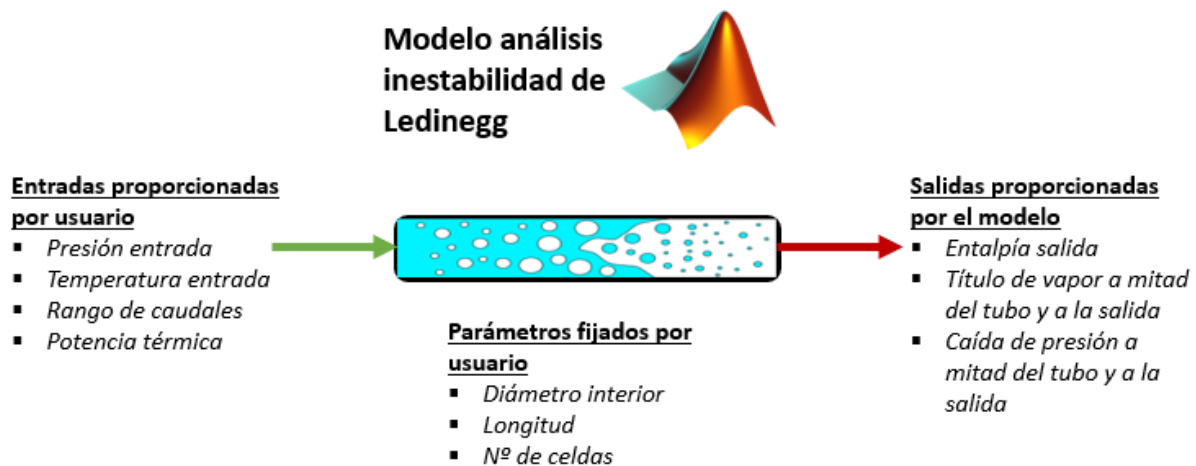 Modelo análisis
inestabilidad de
Ledinegg
Entradas proporcionadas
por usuario
▪ Presión entrada
▪ Temperatura entrada
▪ Rango de caudales
▪ Potencia térmica
Parámetros fijados por
usuario
▪ Diámetro interior
▪ Longitud
▪ Nº de celdas
Salidas proporcionadas
por el modelo
▪ Entalpía salida
▪ Título de vapor a mitad
del tubo y a la salida
▪ Caída de presión a
mitad del tubo y a la
salida